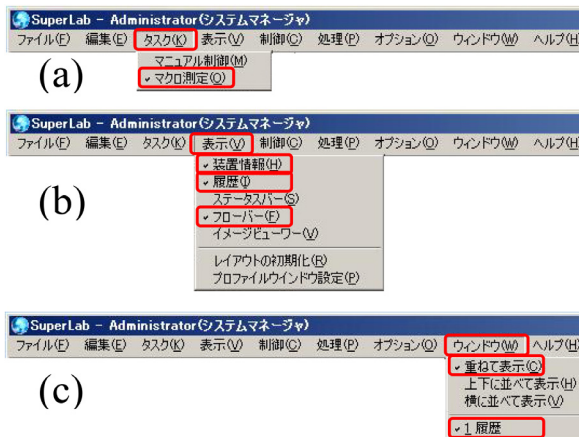 SuperLab - Administrator(システムマネージャ)
ファイル(F) 編集(E) タスク(K) 表示(V) 制御(C) 処理(P) オプション(O) ウィンドウ(W) ヘルプ(H
マニュアル制御(M)
(a)
✓マクロ測定(O)
SuperLab - Administrator(システムマネージャ)
ファイル(F) 編集(E) タスク(K) 表示(V) 制御(C) 処理(P) オプション(O) ウィンドウ(W) ヘルプ(H
✓装置情報(H)
✓履歴(I)
(b)
ステータスバー(S)
✓フローバー(F)
イメージビューワー(V)
レイアウトの初期化(R)
プロファイルウインドウ設定(P)
SuperLab - Administrator(システムマネージャ)
ファイル(F) 編集(E) タスク(K) 表示(V) 制御(C) 処理(P) オプション(O) ウィンドウ(W) ヘルプ(H
✓重ねて表示(C)
(c)
上下に並べて表示(H)
横に並べて表示(V)
✓1 履歴